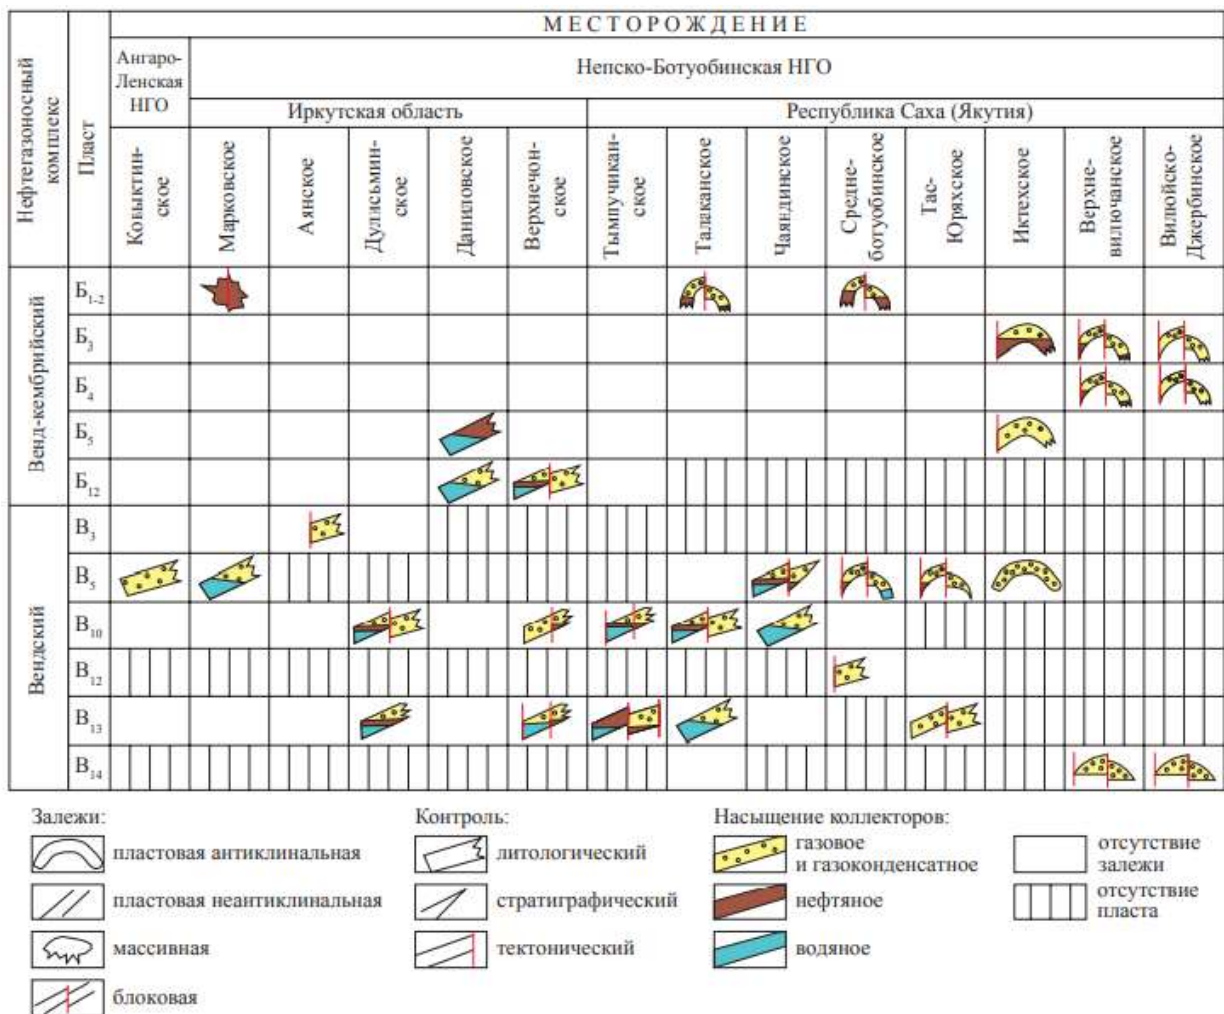 МЕСТОРОЖДЕНИЕ
Нефтегазоносный
комплекс
Пласт
Ангаро-
Ленская
НГО
Непско-Ботуобинская НГО
Иркутская область
Республика Саха (Якутия)
Ковыктин-
ское
Марковское
Аянское
Дулисьмин-
ское
Даниловское
Верхнечон-
ское
Тымпучикан-
ское
Талаканское
Чаяндинское
Средне-
ботуобинское
Тас-
Юряхское
Иктехское
Верхне-
вилючанское
Вилюйско-
Джербинское
Венд-кембрийский
Б1-2
Б3
Б4
Б5
Б12
Вендский
В3
В5
В10
В12
В13
В14
Залежи:
пластовая антиклинальная
пластовая неантиклинальная
массивная
блоковая
Контроль:
литологический
стратиграфический
тектонический
Насыщение коллекторов:
газовое
и газоконденсатное
нефтяное
водяное
отсутствие
залежи
отсутствие
пласта